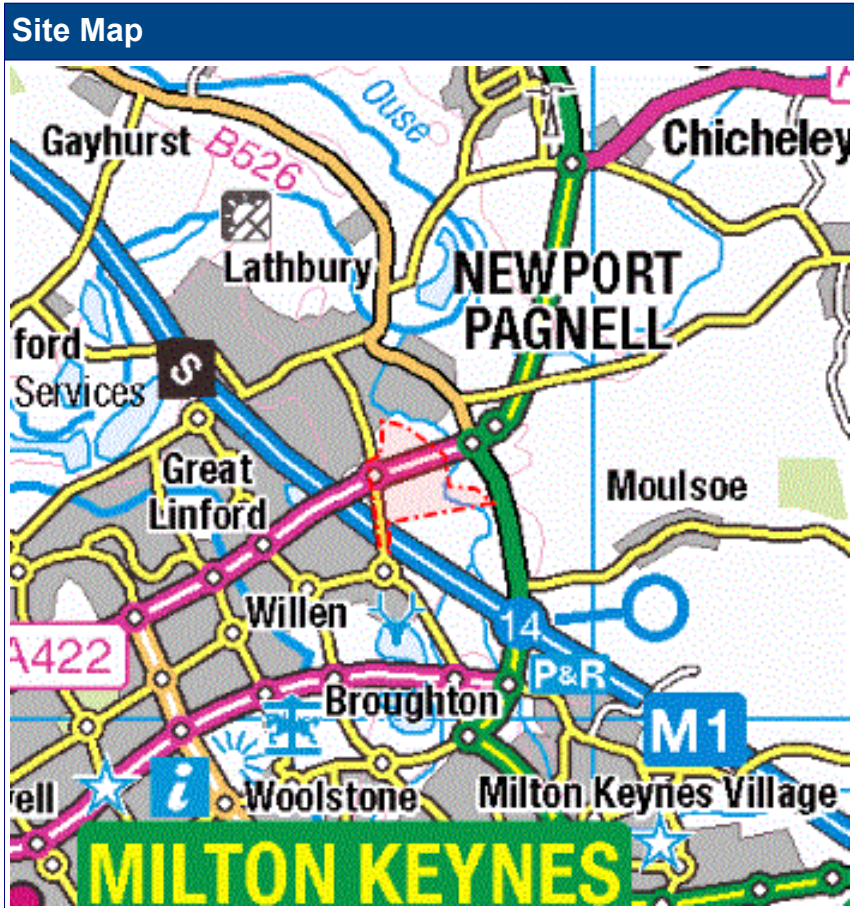 Site Map
Gayhurst
B526
Ouse
Chicheley
Lathbury
NEWPORT
PAGNELL
ford
Services
S
Great
Linford
Moulsoe
Willen
14
A422
P&R
Broughton
M1
ell
i
Woolstone
Milton Keynes Village
MILTON KEYNES